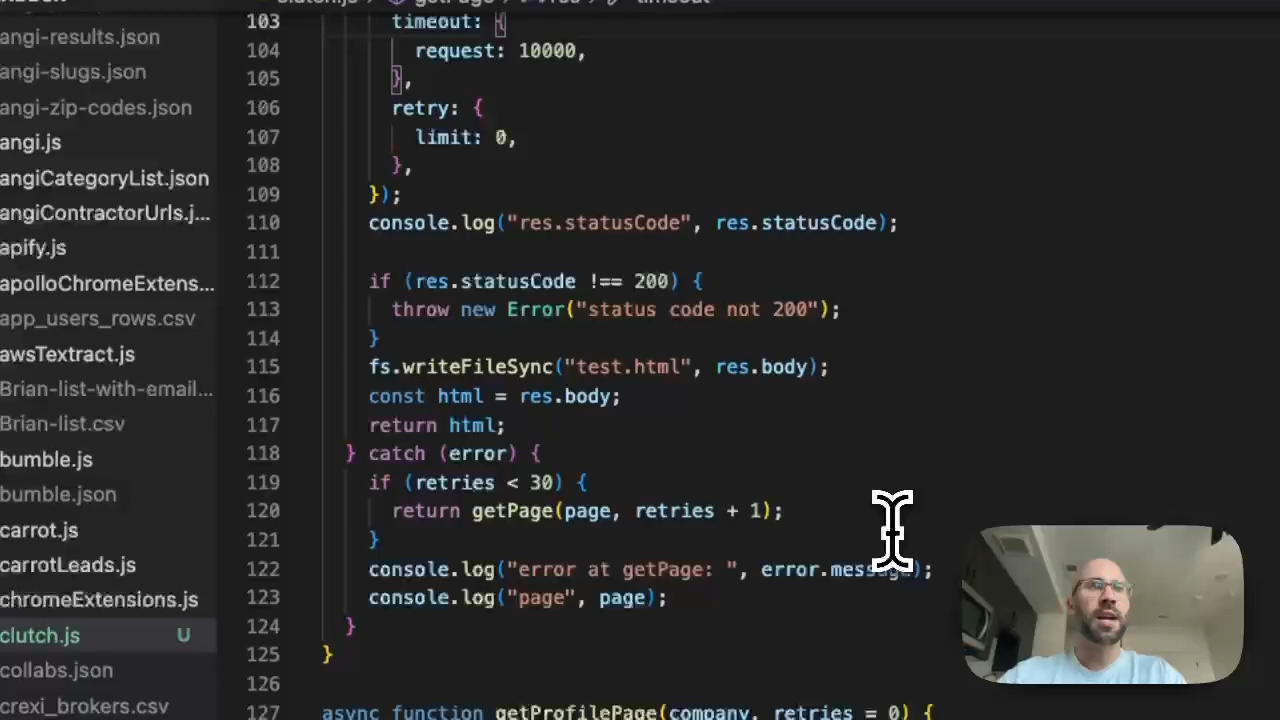 angi-results.json
angi-slugs.json
angi-zip-codes.json
angi.js
angiCategoryList.json
angiContractorUrls.j...
apify.js
apolloChromeExtens...
app_users_rows.csv
awsTextract.js
Brian-list-with-email...
Brian-list.csv
bumble.js
bumble.json
carrot.js
carrotLeads.js
chromeExtensions.js
clutch.js U
collabs.json
crexi_brokers.csv
103 timeout: {
104 request: 10000,
105 },
106 retry: {
107 limit: 0,
108 },
109 });
110 console.log("res.statusCode", res.statusCode);
111
112 if (res.statusCode !== 200) {
113 throw new Error("status code not 200");
114 }
115 fs.writeFileSync("test.html", res.body);
116 const html = res.body;
117 return html;
118 } catch (error) {
119 if (retries < 30) {
120 return getPage(page, retries + 1);
121 }
122 console.log("error at getPage: ", error.message);
123 console.log("page", page);
124 }
125 }
126
127 async function getProfilePage(company, retries = 0) {